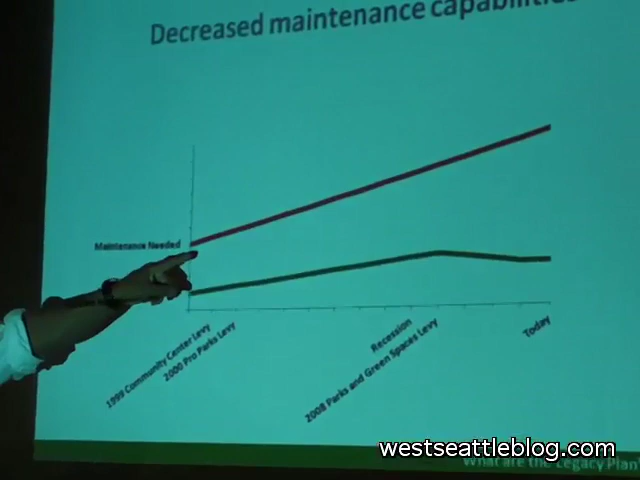 Decreased maintenance capabilities
Maintenance Needed
1999 Community Center Levy
2000 Pro Parks Levy
Recession
2008 Parks and Green Spaces Levy
Today
westseattleblog.com
What are the Legacy Plan